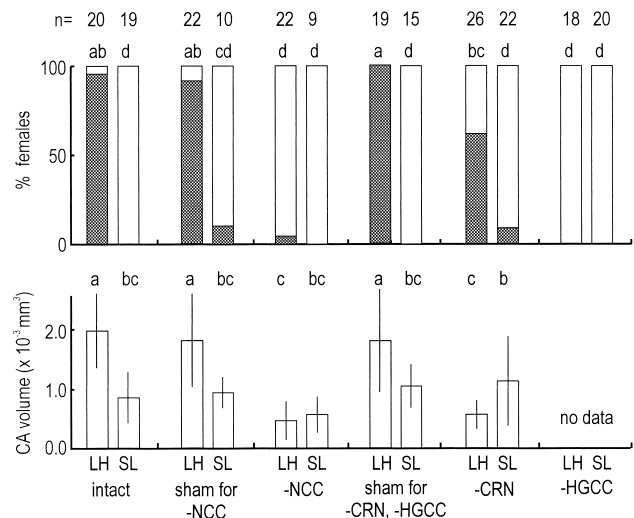 n= 20 19 22 10 22 9 19 15 26 22 18 20
ab d ab cd d d a d bc d d d
100
50
0
% females
a bc a bc c bc a bc c b
2.0
1.0
0.0
CA volume (x 10⁻³ mm³)
no data
LH SL LH SL LH SL LH SL LH SL LH SL
intact sham for -NCC sham for -CRN -HGCC
-NCC -CRN, -HGCC